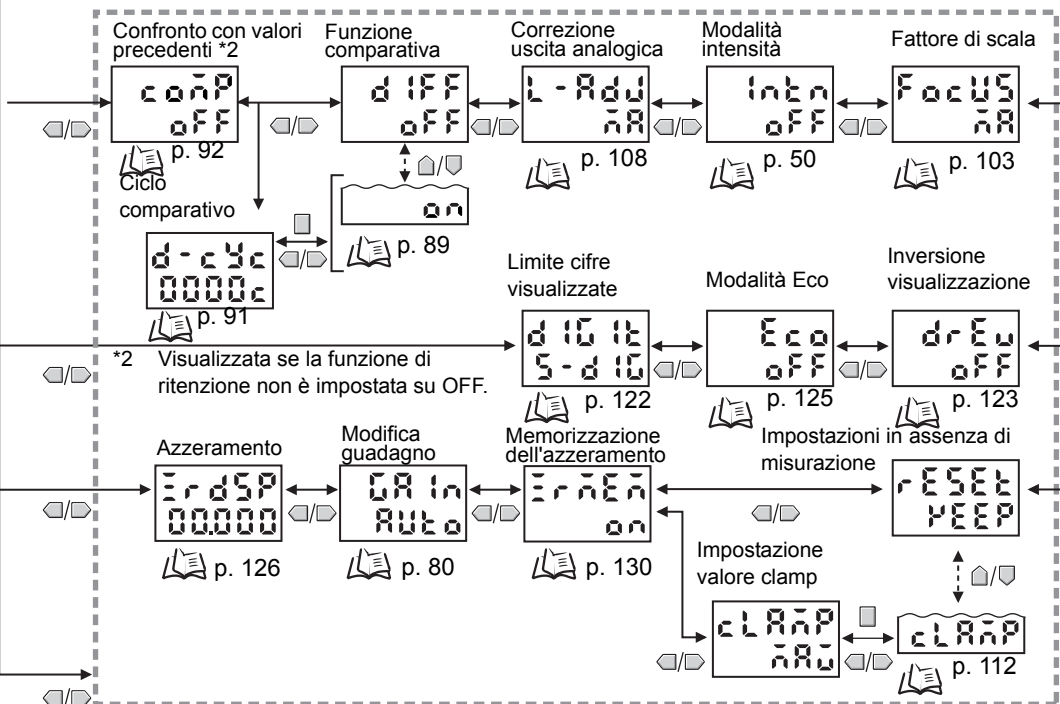 Confronto con valori
precedenti *2
Funzione
comparativa
Correzione
uscita analogica
Modalità
intensità
Fattore di scala
comP
oFF
dIFF
oFF
L-AdJ
Intn
oFF
FocUS
p. 92
p. 108
p. 50
p. 103
Ciclo
comparativo
on
p. 89
d-cYc
0000c
p. 91
Limite cifre
visualizzate
Modalità Eco
Inversione
visualizzazione
dIGIt
5-dIG
Eco
oFF
drEv
oFF
*2 Visualizzata se la funzione di
ritenzione non è impostata su OFF.
p. 122
p. 125
p. 123
Azzeramento
Modifica
guadagno
Memorizzazione
dell'azzeramento
Impostazioni in assenza di
misurazione
ZrdSP
00.000
GAIn
AUto
ZrmEm
on
rESEt
KEEP
p. 126
p. 80
p. 130
Impostazione
valore clamp
cLAmP
cLAmP
p. 112